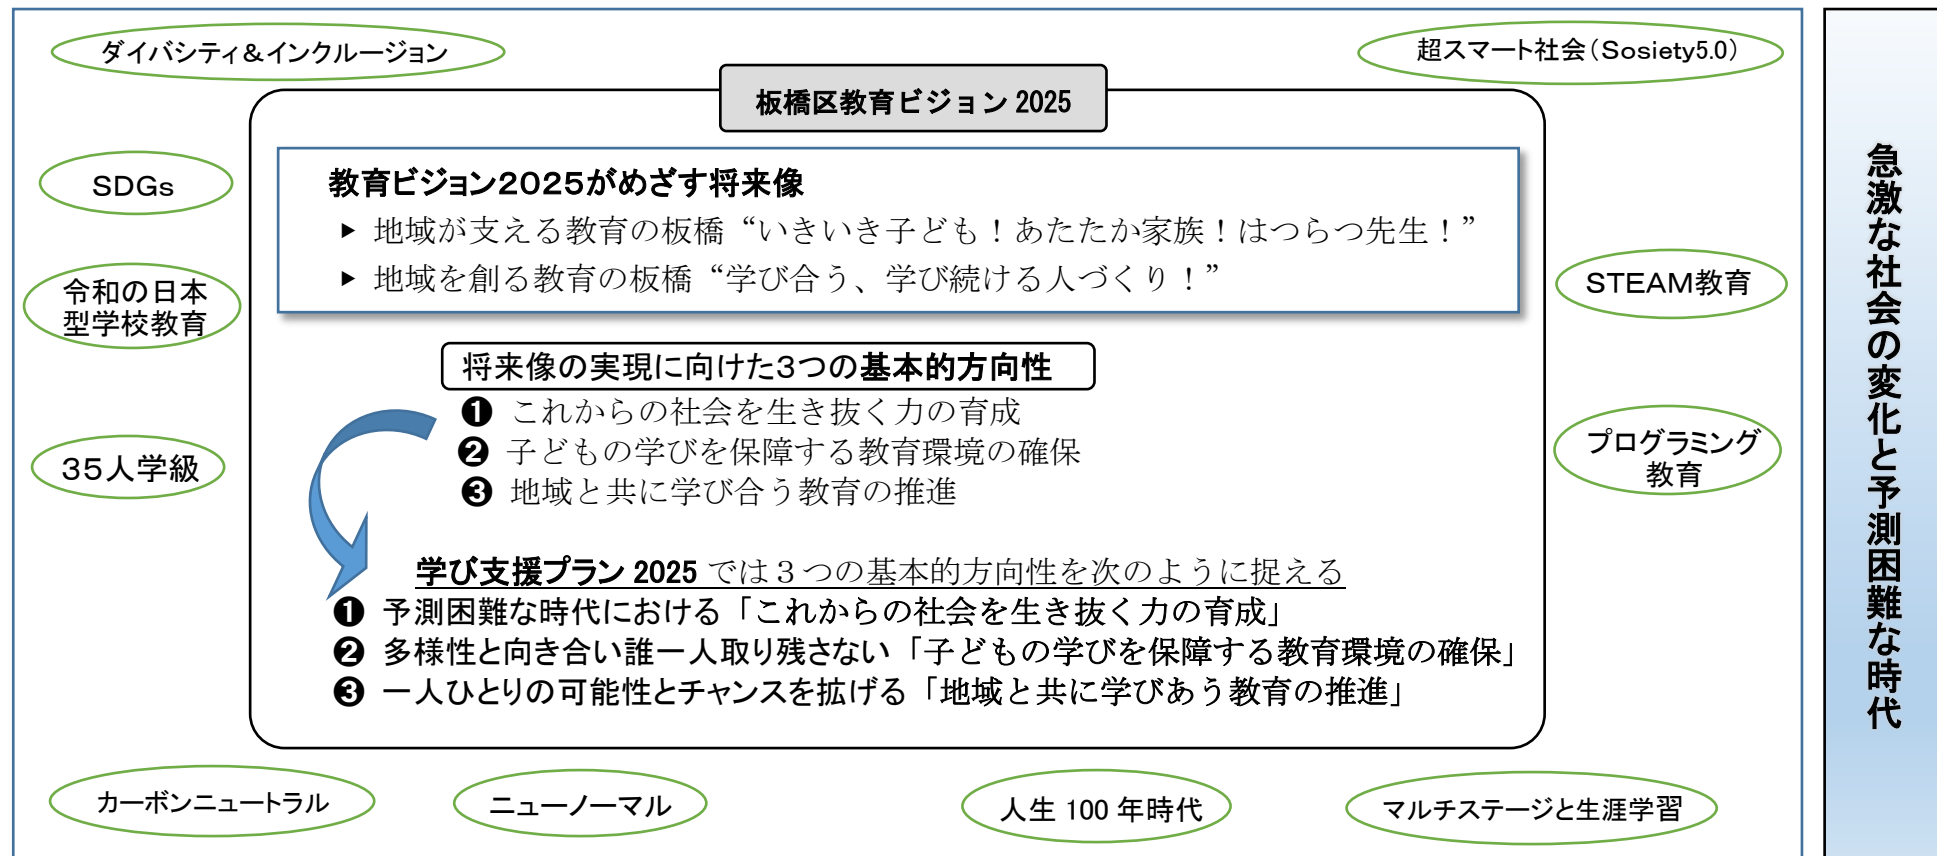 ダイバシティ&インクルージョン
超スマート社会(Sosiety5.0)
板橋区教育ビジョン 2025
SDGs
教育ビジョン2025がめざす将来像
▶ 地域が支える教育の板橋“いきいき子ども!あたたか家族!はつらつ先生!”
▶ 地域を創る教育の板橋“学び合う、学び続ける人づくり!”
令和の日本
型学校教育
STEAM教育
将来像の実現に向けた3つの基本的方向性
❶ これからの社会を生き抜く力の育成
❷ 子どもの学びを保障する教育環境の確保
❸ 地域と共に学び合う教育の推進
35人学級
プログラミング
教育
学び支援プラン 2025 では3つの基本的方向性を次のように捉える
❶ 予測困難な時代における「これからの社会を生き抜く力の育成」
❷ 多様性と向き合い誰一人取り残さない「子どもの学びを保障する教育環境の確保」
❸ 一人ひとりの可能性とチャンスを拡げる「地域と共に学びあう教育の推進」
カーボンニュートラル
ニューノーマル
人生 100 年時代
マルチステージと生涯学習
急激な社会の変化と予測困難な時代